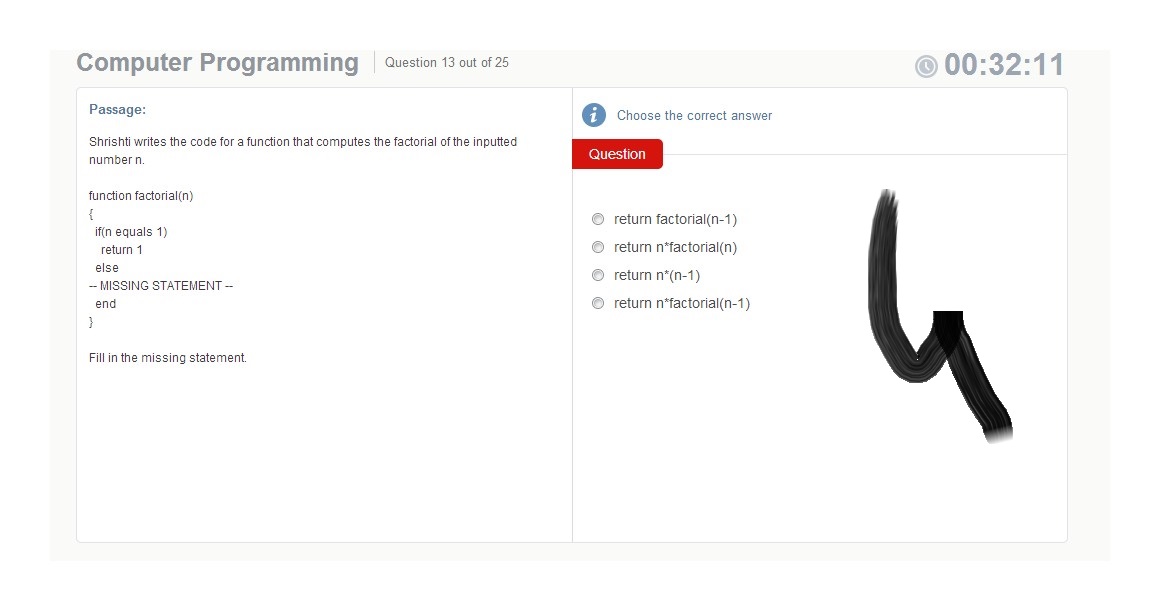 Computer Programming
Question 13 out of 25
00:32:11
Passage:
Shrishti writes the code for a function that computes the factorial of the inputted
number n.
function factorial(n)
{
if(n equals 1)
return 1
else
-- MISSING STATEMENT --
end
}
Fill in the missing statement.
i
Choose the correct answer
Question
return factorial(n-1)
return n*factorial(n)
return n*(n-1)
return n*factorial(n-1)
4